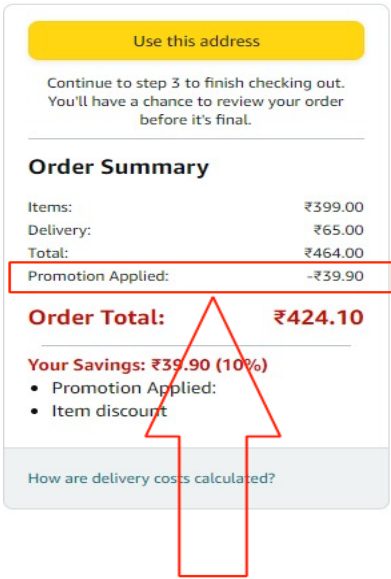 Use this address
Continue to step 3 to finish checking out.
You'll have a chance to review your order
before it's final.
Order Summary
Items: ₹399.00
Delivery: ₹65.00
Total: ₹464.00
Promotion Applied: -₹39.90
Order Total: ₹424.10
Your Savings: ₹39.90 (10%)
• Promotion Applied:
• Item discount
How are delivery costs calculated?